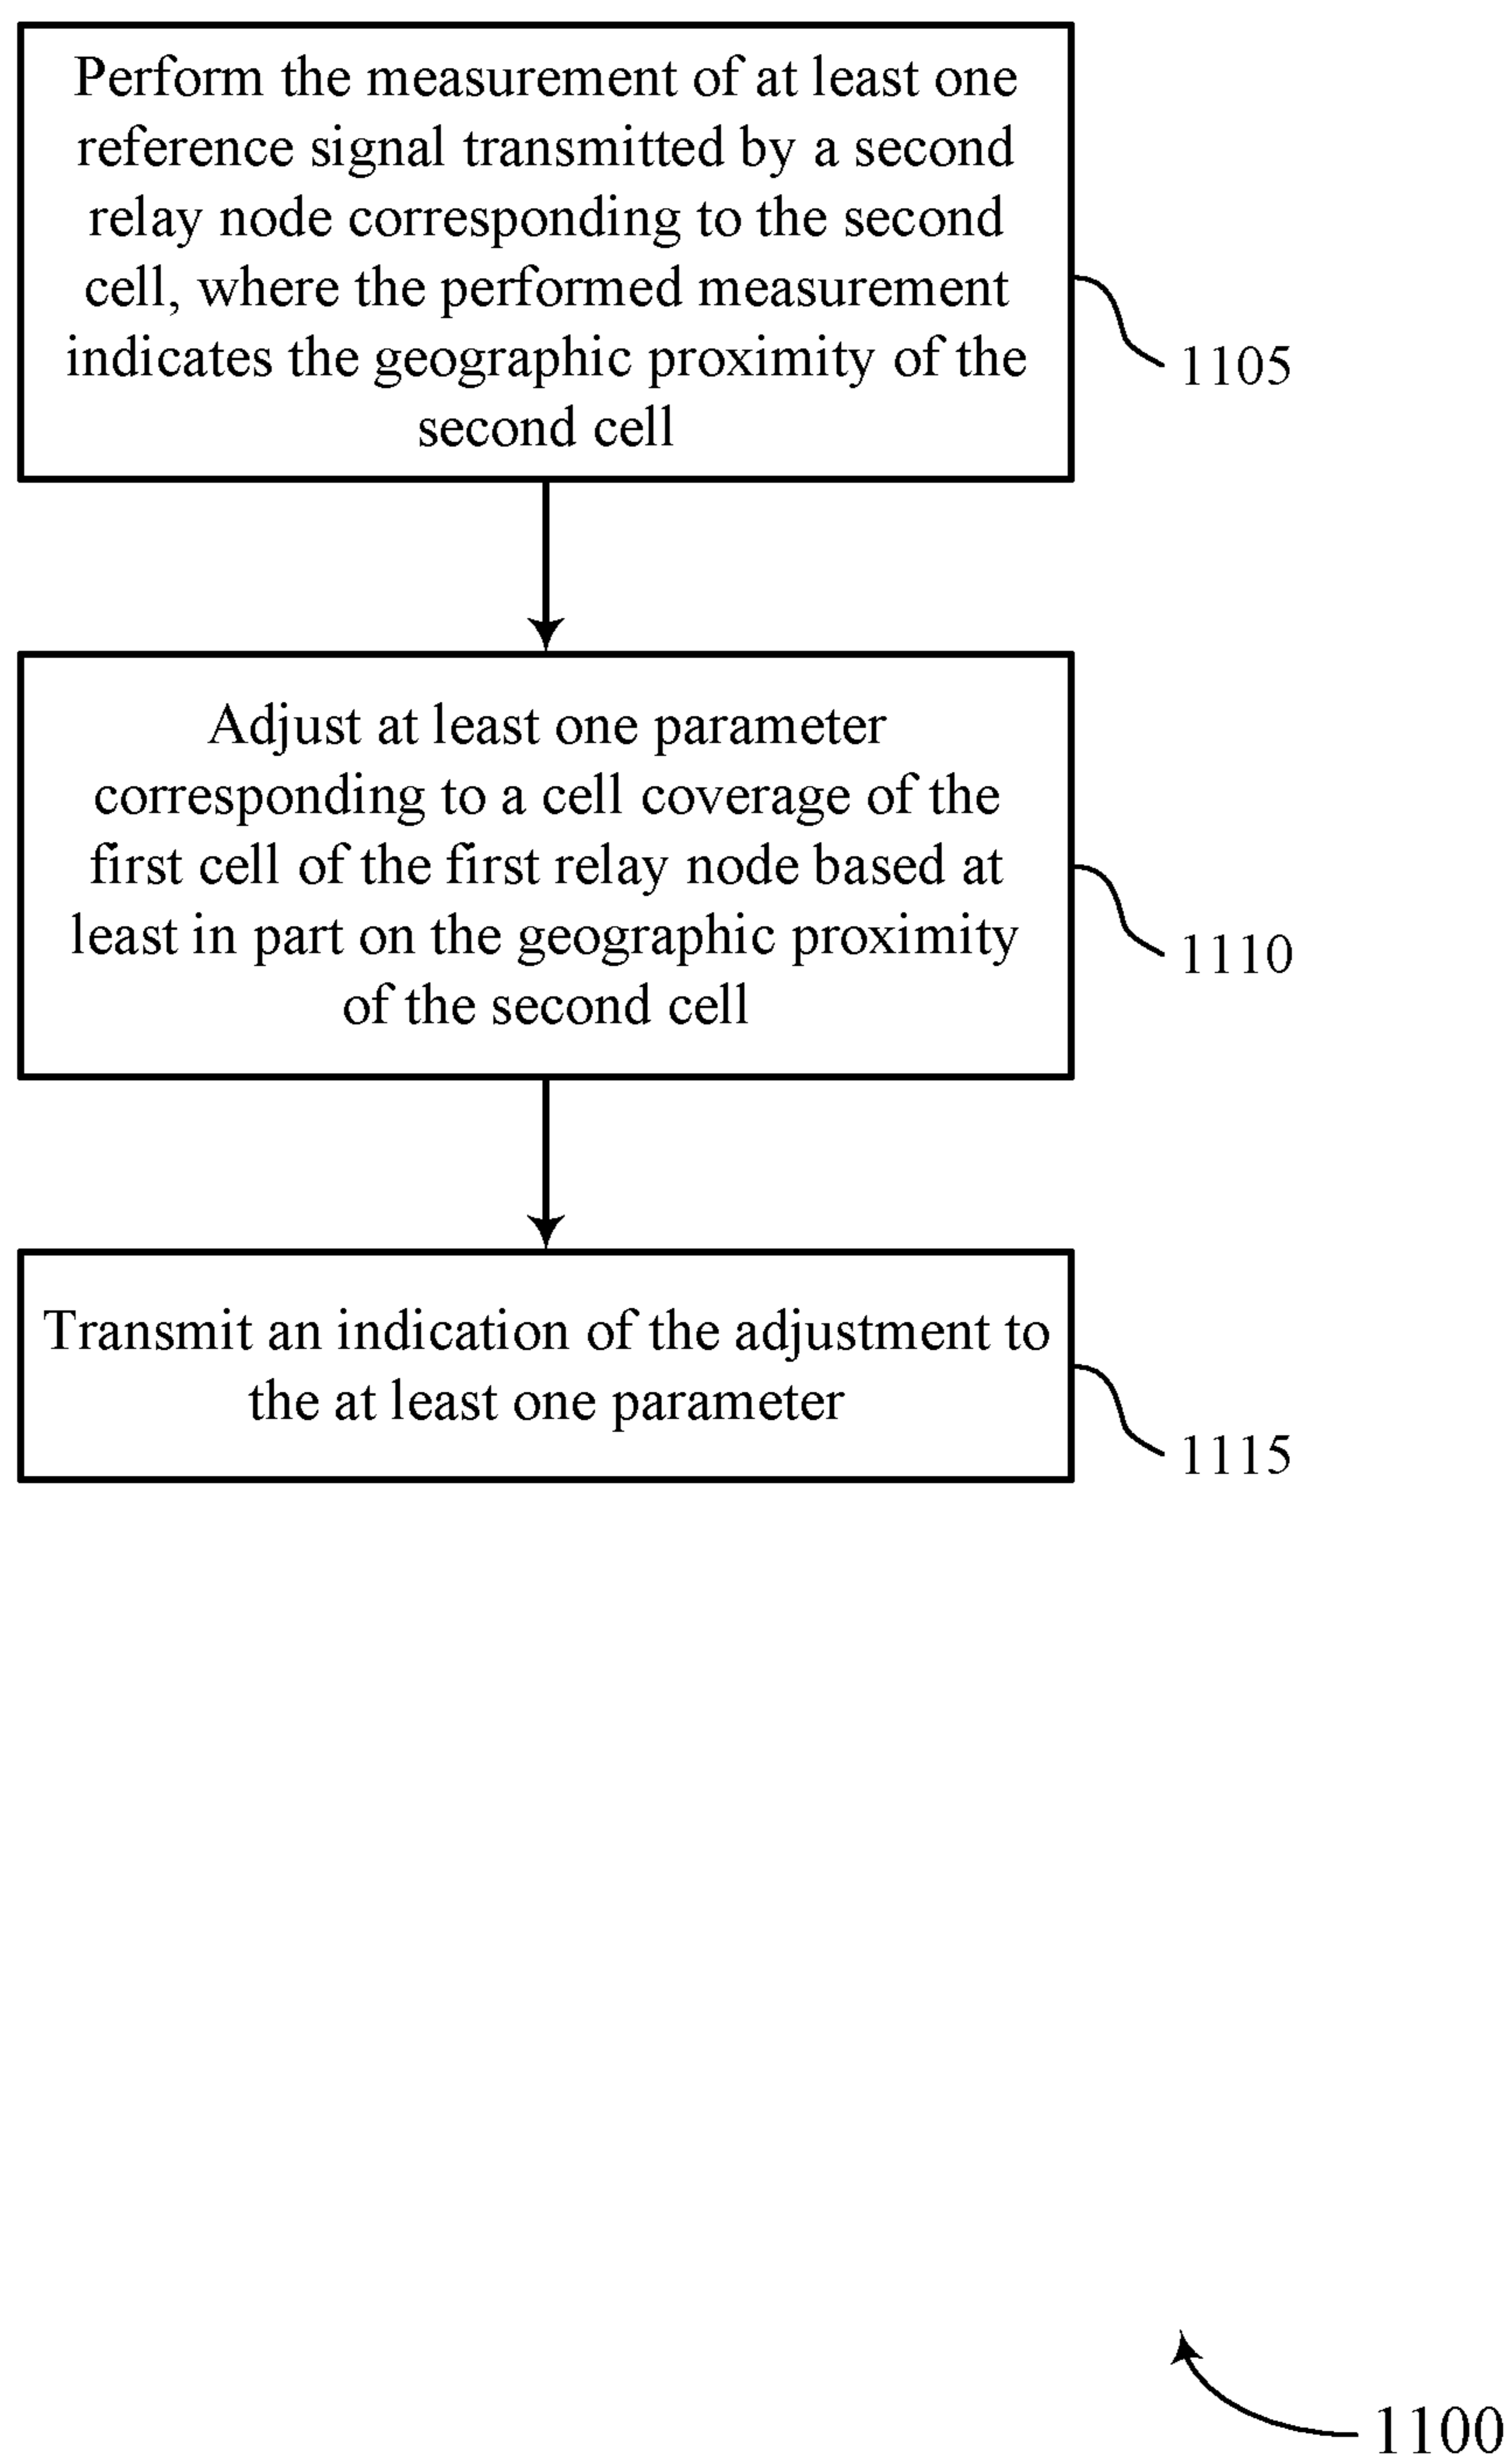 Perform the measurement of at least one
reference signal transmitted by a second
relay node corresponding to the second
cell, where the performed measurement
indicates the geographic proximity of the
second cell
1105
Adjust at least one parameter
corresponding to a cell coverage of the
first cell of the first relay node based at
least in part on the geographic proximity
of the second cell
1110
Transmit an indication of the adjustment to
the at least one parameter
1115
1100